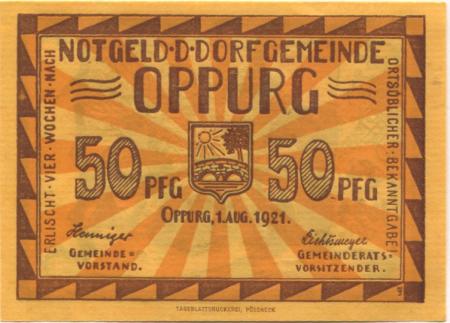 NOTGELD·D·DORFGEMEINDE
OPPURG
ERLISCHT·VIER·WOCHEN·NACH
ORTSÜBLICHER·BEKANNTGABE!
50 PFG
50 PFG
OPPURG, 1. AUG. 1921.
Henniger
GEMEINDE=
VORSTAND.
GEMEINDERATS=
VORSITZENDER.
TAGEBLATTDRUCKEREI, PÖSSNECK